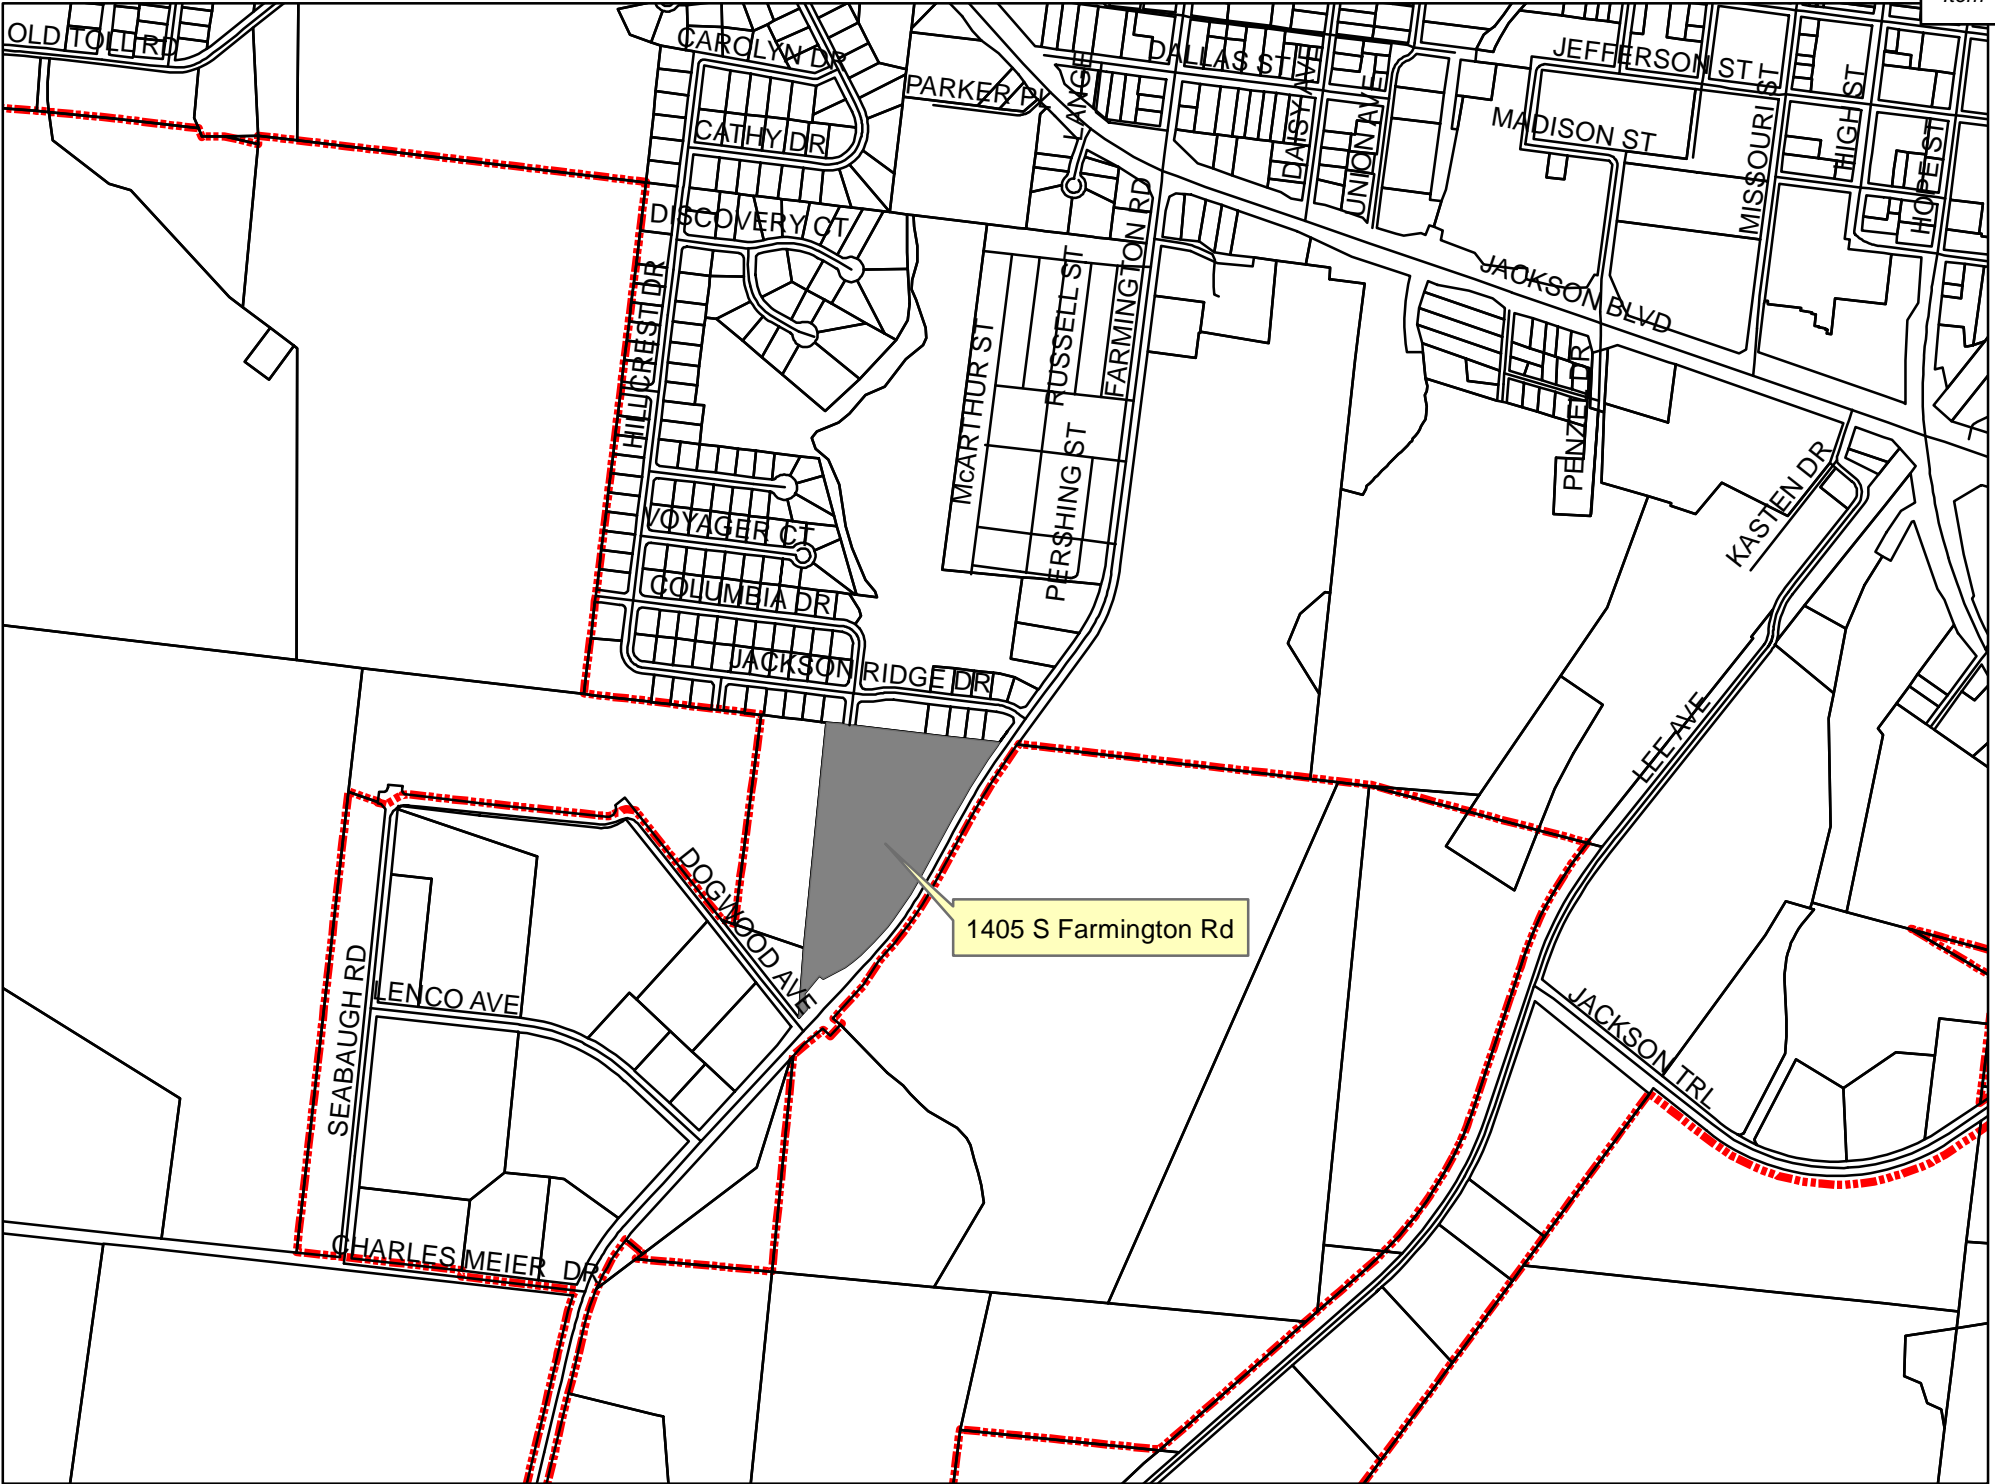 Item
OLD TOLL RD
CAROLYN DR
DALLAS ST
JEFFERSON ST
PARKER PL
LANGE
DAISY AVE
UNION AVE
MADISON ST
MISSOURI ST
HIGH ST
HOPE ST
CATHY DR
DISCOVERY CT
FARMINGTON RD
RUSSELL ST
JACKSON BLVD
HILLCREST DR
McARTHUR ST
PENZEL DR
PERSHING ST
KASTEN DR
VOYAGER CT
COLUMBIA DR
JACKSON RIDGE DR
LEE AVE
DOGWOOD AVE
1405 S Farmington Rd
SEABAUGH RD
LENCO AVE
JACKSON TRL
CHARLES MEIER DR